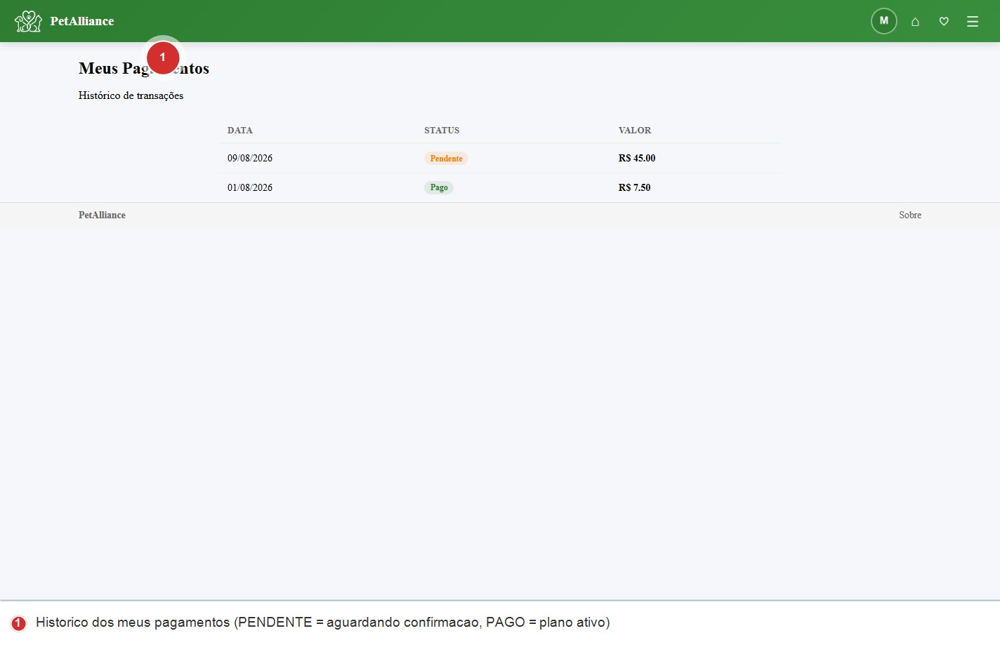 PetAlliance
M
1
Meus Pag ntos
Histórico de transações
DATA STATUS VALOR
09/08/2026 Pendente R$ 45.00
01/08/2026 Pago R$ 7.50
PetAlliance Sobre
1 Historico dos meus pagamentos (PENDENTE = aguardando confirmacao, PAGO = plano ativo)